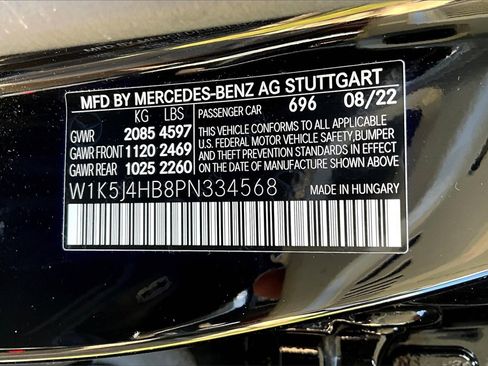 MFD BY MERCEDES-BENZ AG STUTTGART
KG LBS PASSENGER CAR 696 08/22
GVWR 2085 4597
GAWR FRONT 1120 2469
GAWR REAR 1025 2260
THIS VEHICLE CONFORMS TO ALL APPLICABLE
U.S. FEDERAL MOTOR VEHICLE SAFETY, BUMPER
AND THEFT PREVENTION STANDARDS IN EFFECT
ON THE DATE OF MANUFACTURE SHOWN ABOVE.
W1K5J4HB8PN334568 MADE IN HUNGARY